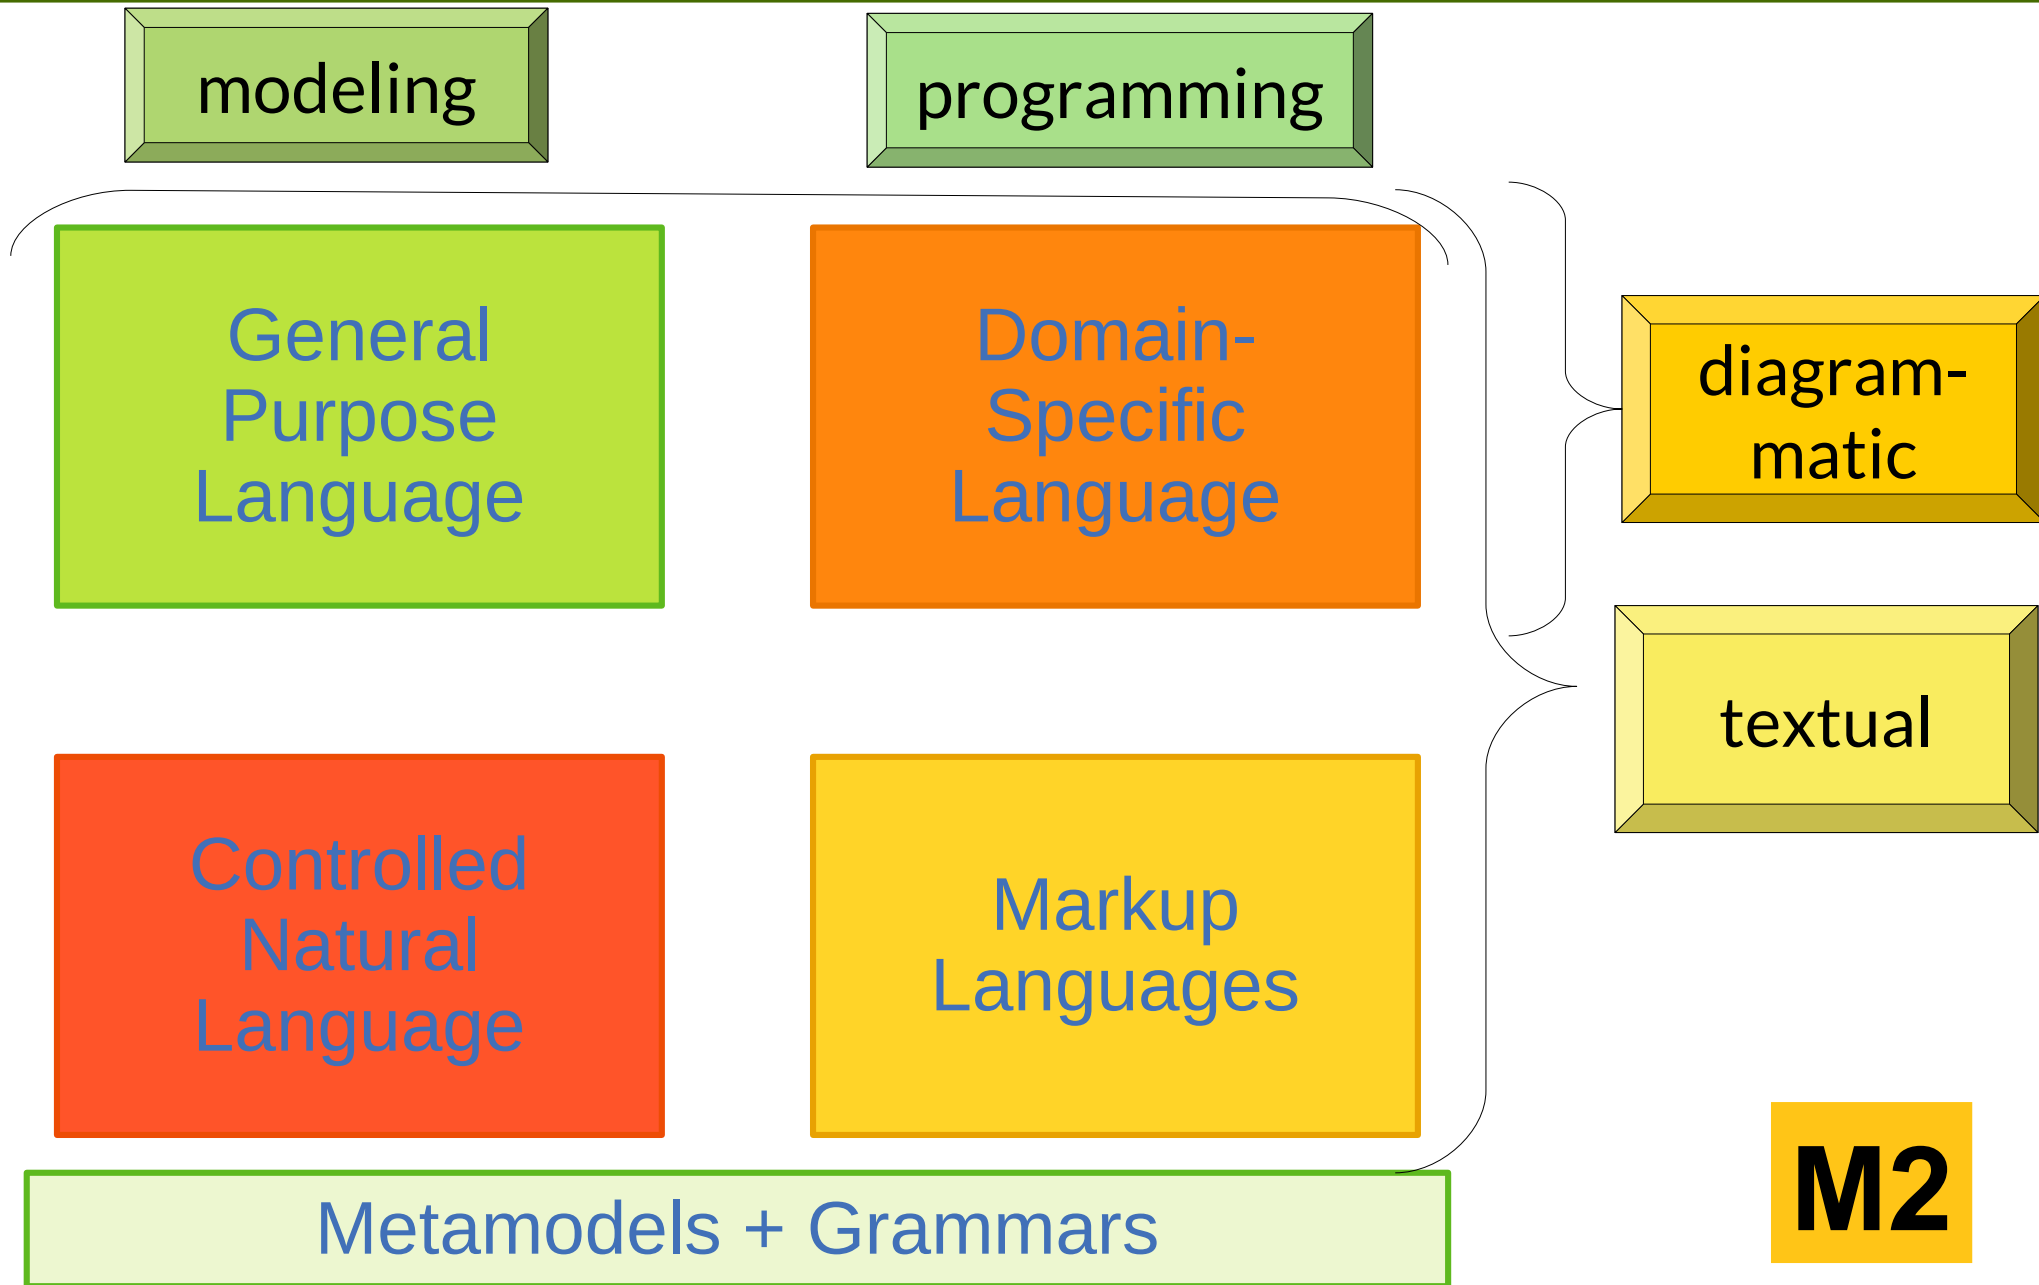 modeling
programming
General
Purpose
Language
Domain-
Specific
Language
diagram-
matic
textual
Controlled
Natural
Language
Markup
Languages
M2
Metamodels + Grammars